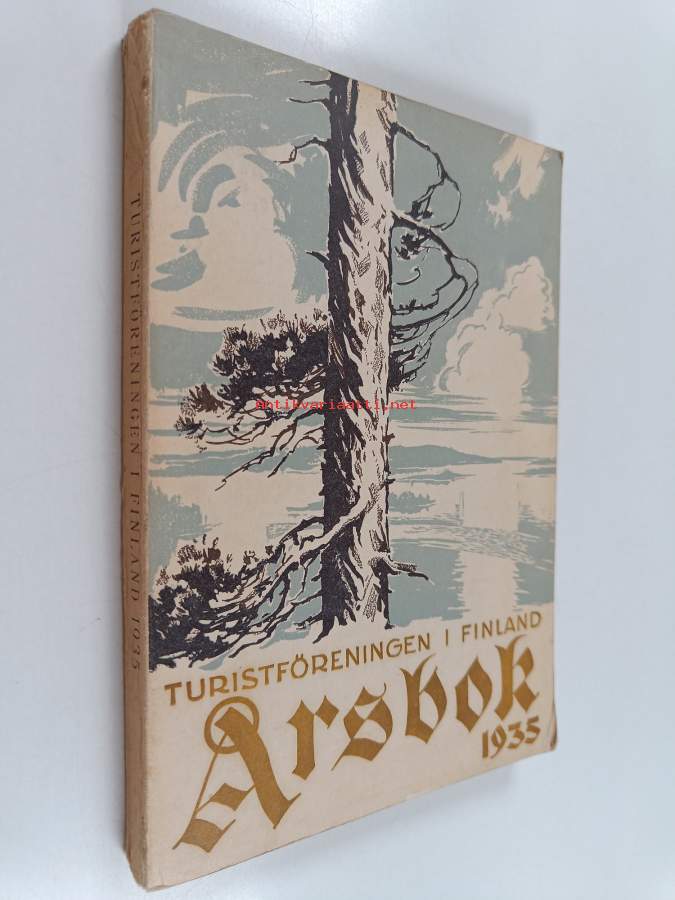 TURISTFÖRENINGEN I FINLAND 1935
antikvariaatti.net
TURISTFÖRENINGEN I FINLAND
Årsbok
1935